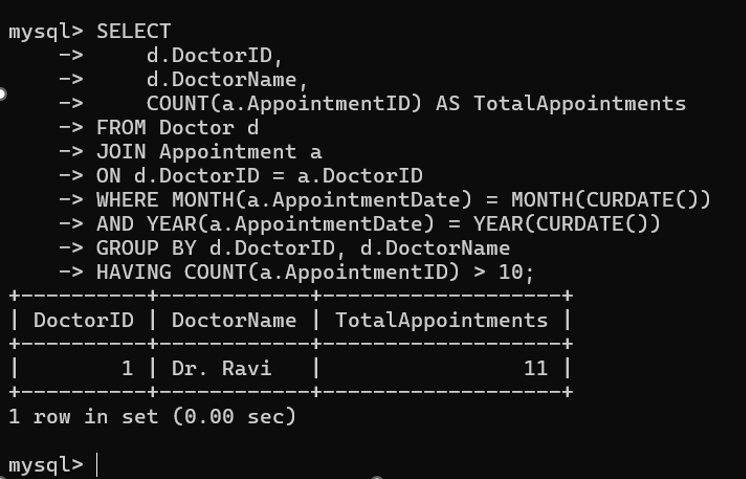 mysql> SELECT
    ->     d.DoctorID,
    ->     d.DoctorName,
    ->     COUNT(a.AppointmentID) AS TotalAppointments
    -> FROM Doctor d
    -> JOIN Appointment a
    -> ON d.DoctorID = a.DoctorID
    -> WHERE MONTH(a.AppointmentDate) = MONTH(CURDATE())
    -> AND YEAR(a.AppointmentDate) = YEAR(CURDATE())
    -> GROUP BY d.DoctorID, d.DoctorName
    -> HAVING COUNT(a.AppointmentID) > 10;
+----------+------------+-------------------+
| DoctorID | DoctorName | TotalAppointments |
+----------+------------+-------------------+
|        1 | Dr. Ravi   |                11 |
+----------+------------+-------------------+
1 row in set (0.00 sec)
mysql>